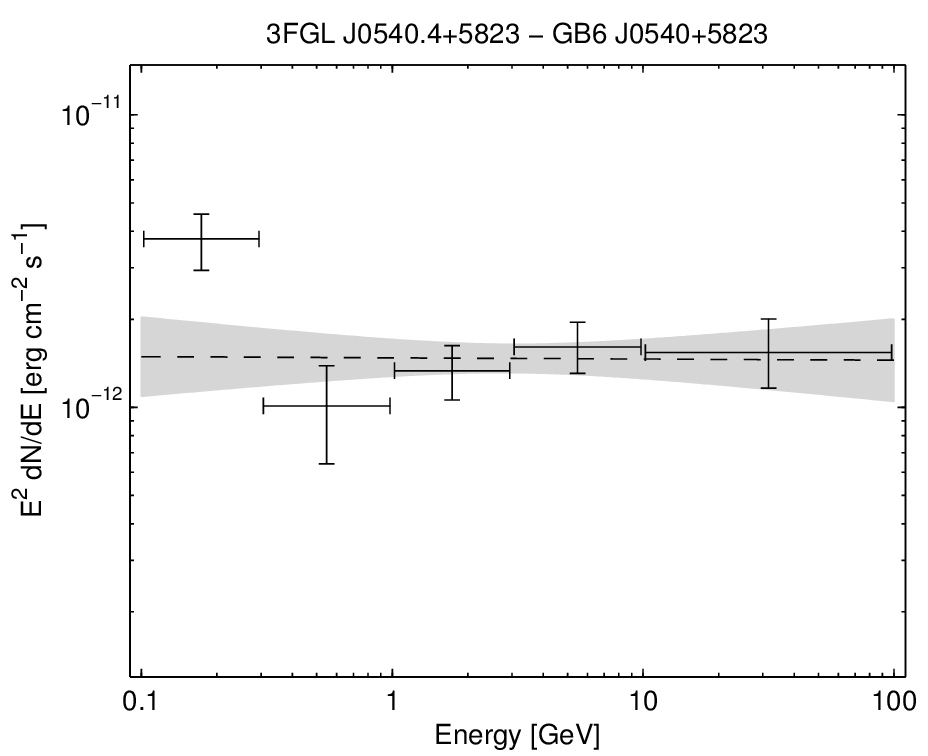 3FGL J0540.4+5823 − GB6 J0540+5823
10⁻¹¹
10⁻¹²
E² dN/dE [erg cm⁻² s⁻¹]
0.1 1 10 100
Energy [GeV]